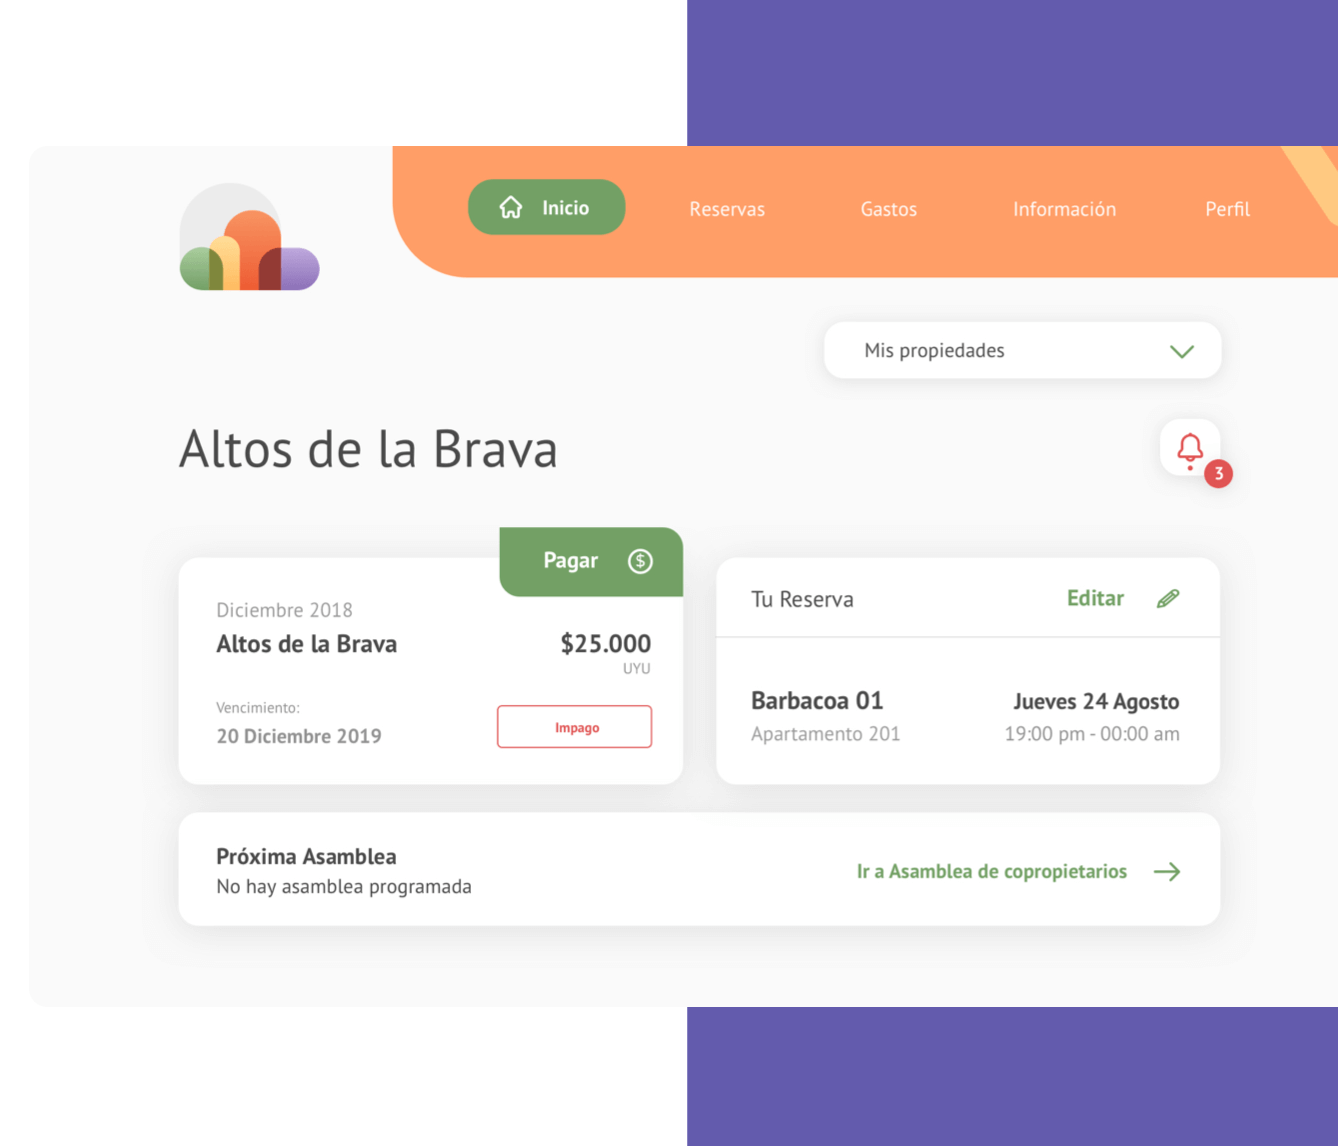 Inicio
Reservas
Gastos
Información
Perfil
Mis propiedades
Altos de la Brava
3
Pagar $
Diciembre 2018
Altos de la Brava
$25.000
UYU
Vencimiento:
20 Diciembre 2019
Impago
Tu Reserva
Editar
Barbacoa 01
Jueves 24 Agosto
Apartamento 201
19:00 pm - 00:00 am
Próxima Asamblea
No hay asamblea programada
Ir a Asamblea de copropietarios